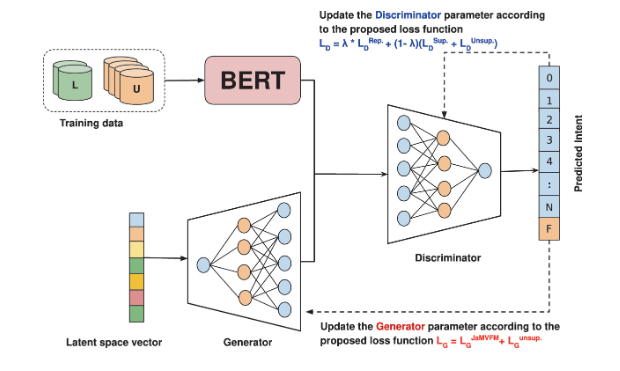 Update the Discriminator parameter according
to the proposed loss function
L_D = λ * L_D^Rep. + (1- λ)(L_D^Sup. + L_D^Unsup.)
L
U
BERT
Training data
0
1
2
3
4
:
N
F
Predicted Intent
Discriminator
Latent space vector
Generator
Update the Generator parameter according to the
proposed loss function L_G = L_G^JaMVFM + L_G^unsup.